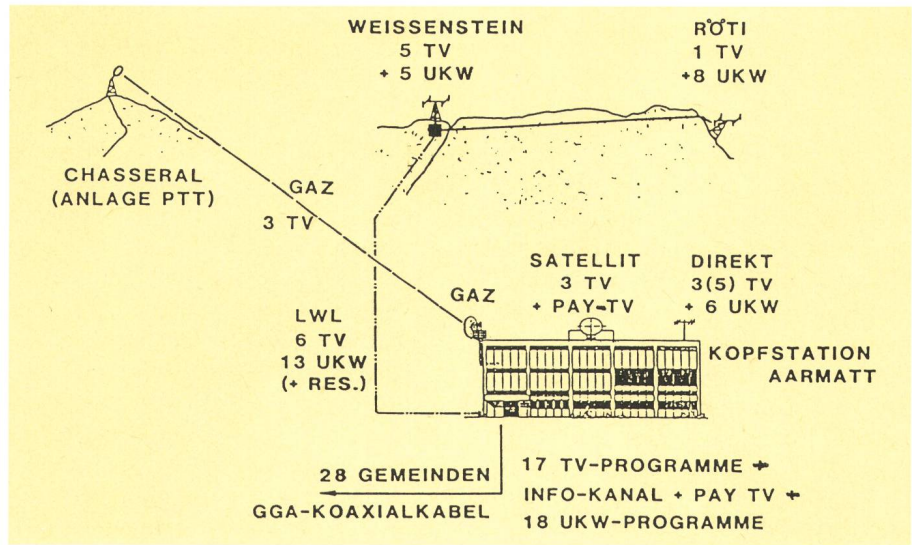 WEISSENSTEIN
5 TV
+ 5 UKW
RÖTI
1 TV
+8 UKW
CHASSERAL
(ANLAGE PTT)
GAZ
3 TV
SATELLIT
3 TV
+ PAY-TV
DIREKT
3(5) TV
+ 6 UKW
GAZ
LWL
6 TV
13 UKW
(+ RES.)
KOPFSTATION
AARMATT
28 GEMEINDEN
GGA-KOAXIALKABEL
17 TV-PROGRAMME +
INFO-KANAL + PAY TV +
18 UKW-PROGRAMME